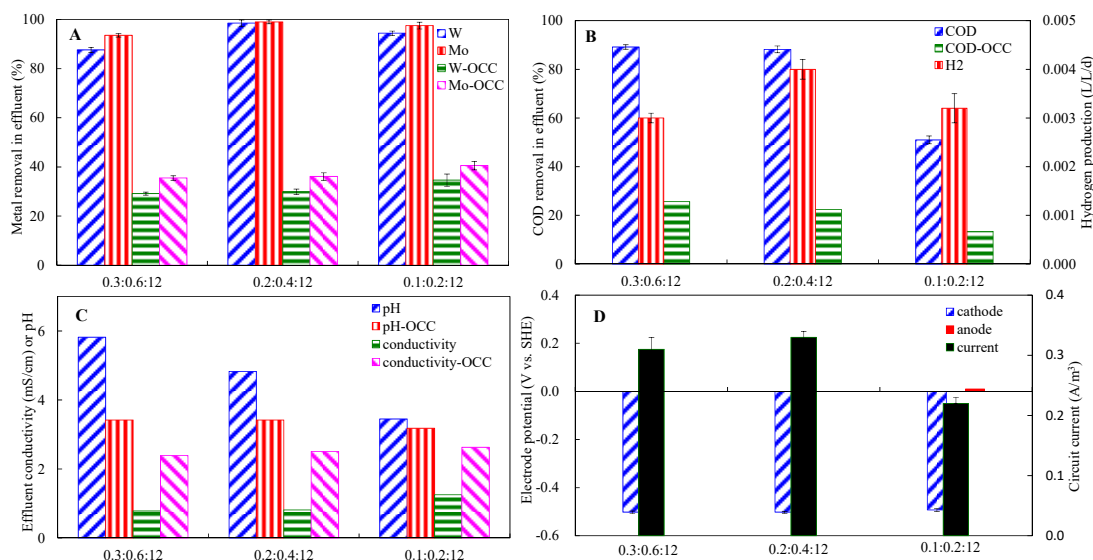 A
W
Mo
W-OCC
Mo-OCC
Metal removal in effluent (%)
100
80
60
40
20
0
0.3:0.6:12 0.2:0.4:12 0.1:0.2:12
B
COD
COD-OCC
H2
COD removal in effluent (%)
100
80
60
40
20
0
Hydrogen production (L/L/d)
0.005
0.004
0.003
0.002
0.001
0.000
0.3:0.6:12 0.2:0.4:12 0.1:0.2:12
C
pH
pH-OCC
conductivity
conductivity-OCC
Effluent conductivity (mS/cm) or pH
6
4
2
0
0.3:0.6:12 0.2:0.4:12 0.1:0.2:12
D
cathode
anode
current
Electrode potential (V vs. SHE)
0.4
0.2
0.0
-0.2
-0.4
-0.6
Circuit current (A/m³)
0.4
0.3
0.2
0.1
0.0
0.3:0.6:12 0.2:0.4:12 0.1:0.2:12